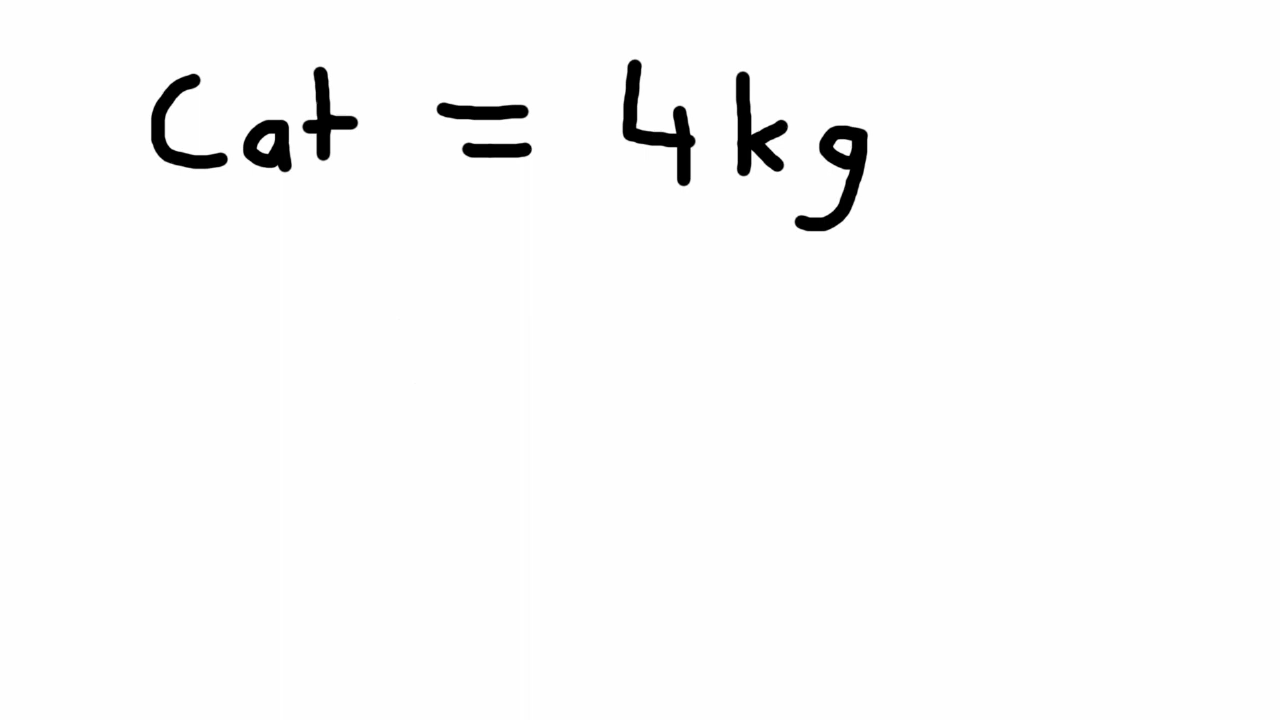 Cat = 4kg